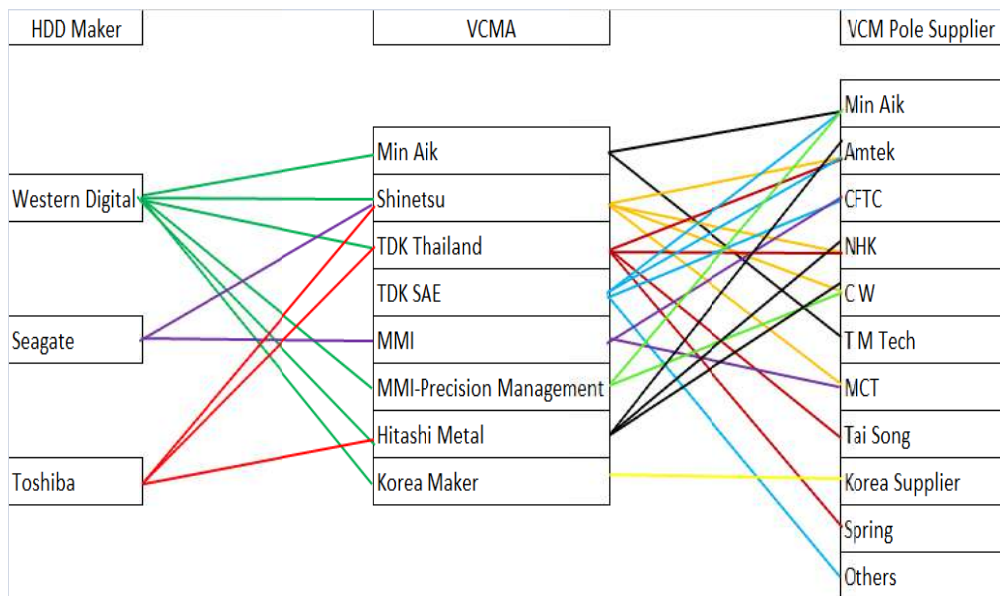 HDD Maker
VCMA
VCM Pole Supplier
Western Digital
Seagate
Toshiba
Min Aik
Shinetsu
TDK Thailand
TDK SAE
MMI
MMI-Precision Management
Hitashi Metal
Korea Maker
Min Aik
Amtek
CFTC
NHK
CW
TIM Tech
MCT
Tai Song
Korea Supplier
Spring
Others